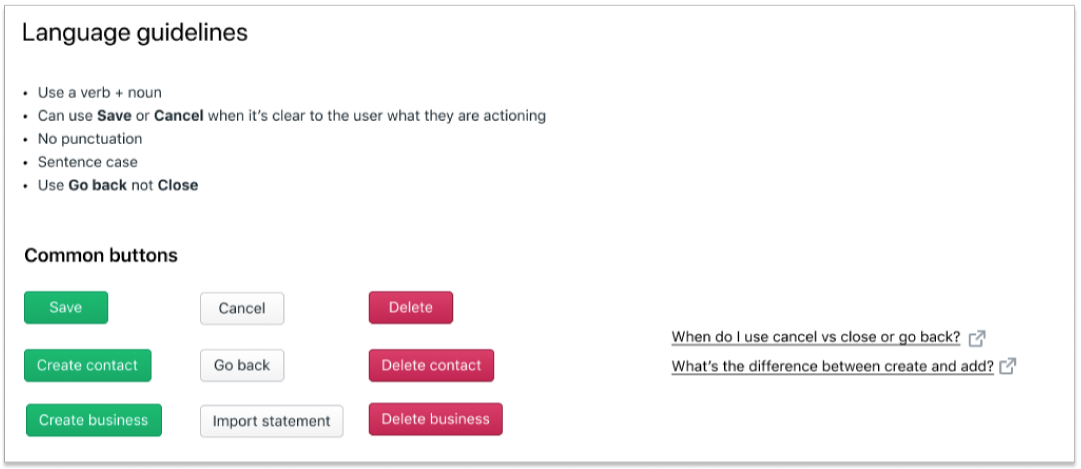 Language guidelines
• Use a verb + noun
• Can use Save or Cancel when it's clear to the user what they are actioning
• No punctuation
• Sentence case
• Use Go back not Close
Common buttons
Save
Cancel
Delete
Create contact
Go back
Delete contact
Create business
Import statement
Delete business
When do I use cancel vs close or go back?
What's the difference between create and add?